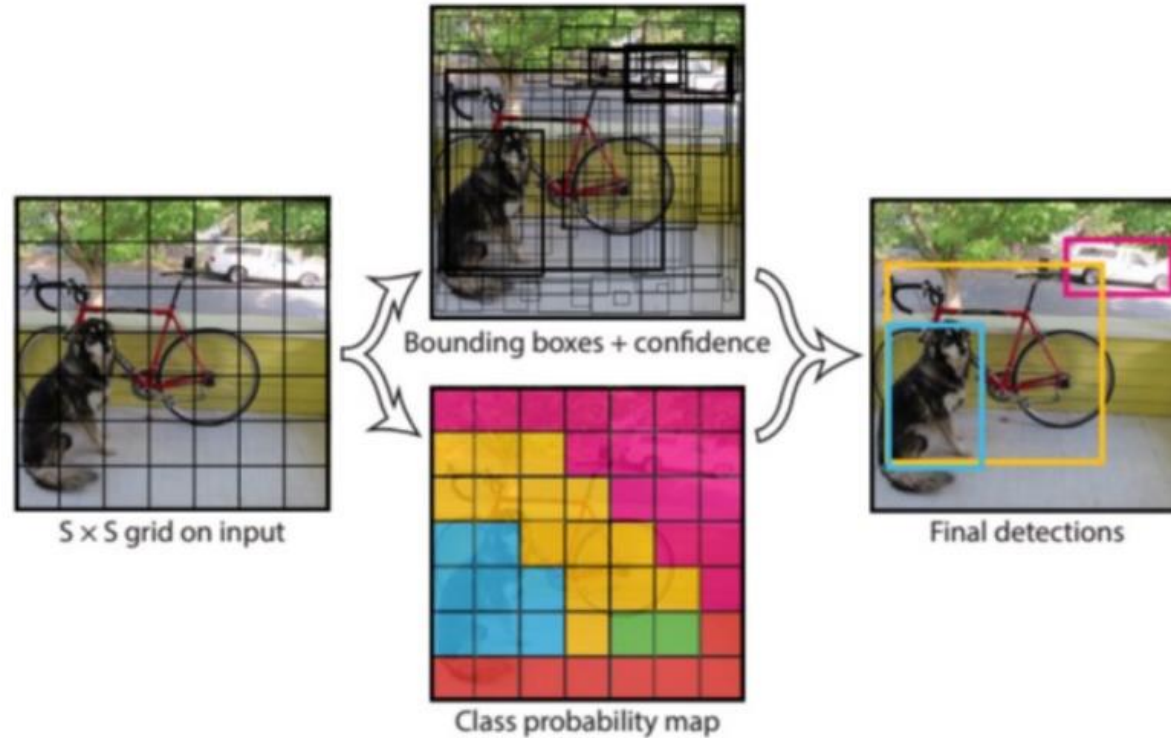 Bounding boxes + confidence
S × S grid on input
Final detections
Class probability map